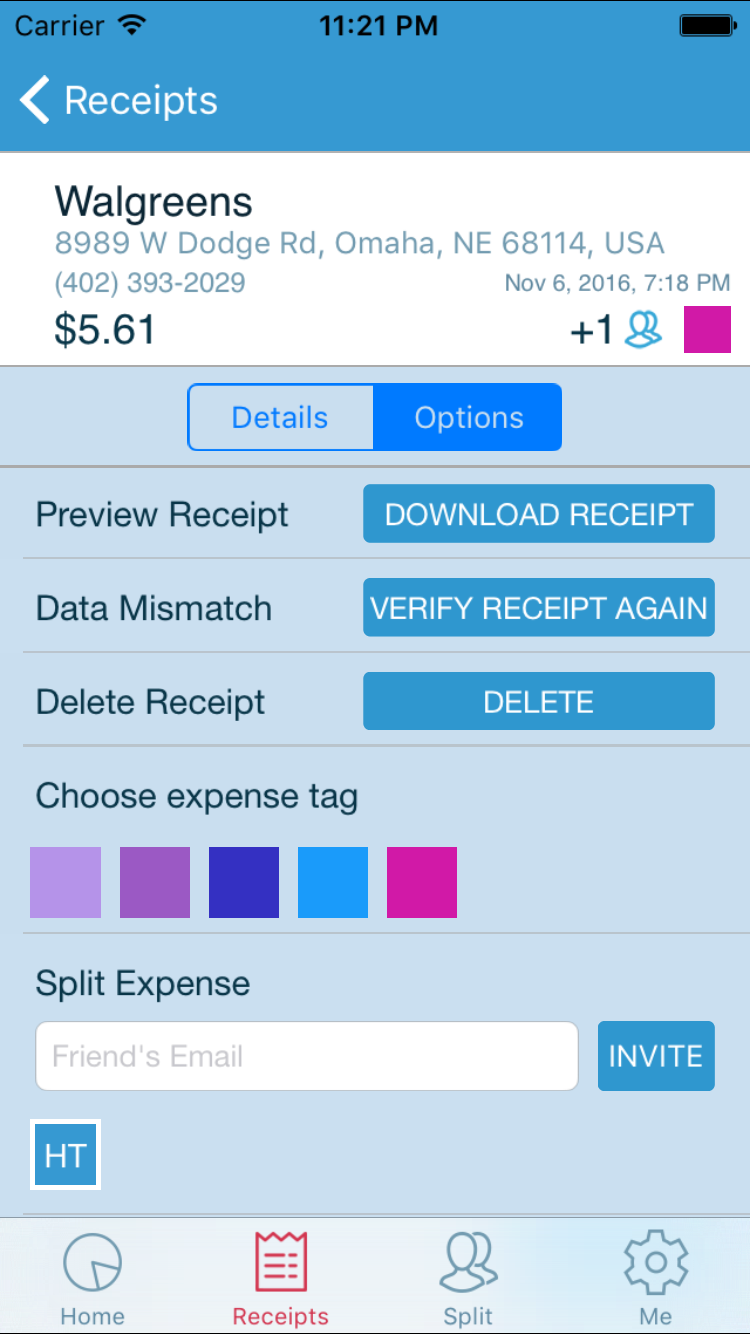 Carrier 11:21 PM
Receipts
Walgreens
8989 W Dodge Rd, Omaha, NE 68114, USA
(402) 393-2029 Nov 6, 2016, 7:18 PM
$5.61 +1
Details Options
Preview Receipt DOWNLOAD RECEIPT
Data Mismatch VERIFY RECEIPT AGAIN
Delete Receipt DELETE
Choose expense tag
Split Expense
Friend's Email INVITE
HT
Home Receipts Split Me